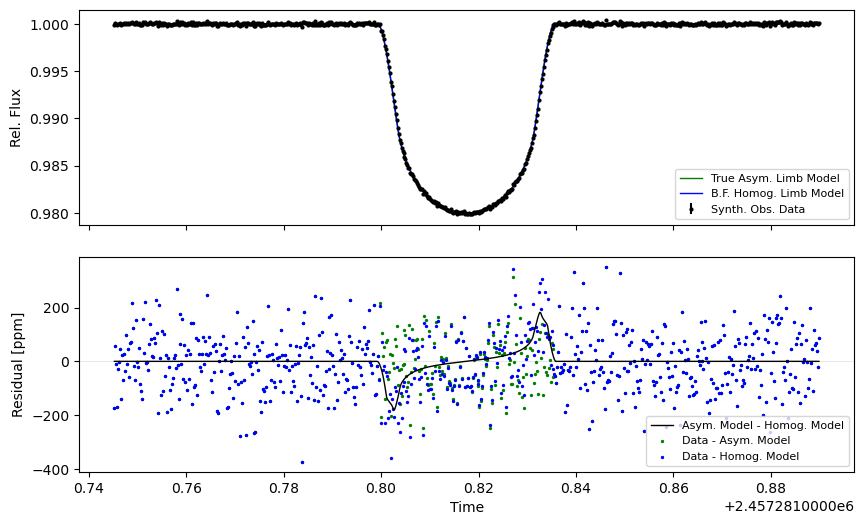 1.000
0.995
0.990
0.985
0.980
Rel. Flux
True Asym. Limb Model
B.F. Homog. Limb Model
Synth. Obs. Data
200
0
−200
−400
Residual [ppm]
Asym. Model - Homog. Model
Data - Asym. Model
Data - Homog. Model
0.74 0.76 0.78 0.80 0.82 0.84 0.86 0.88
Time
+2.4572810000e6